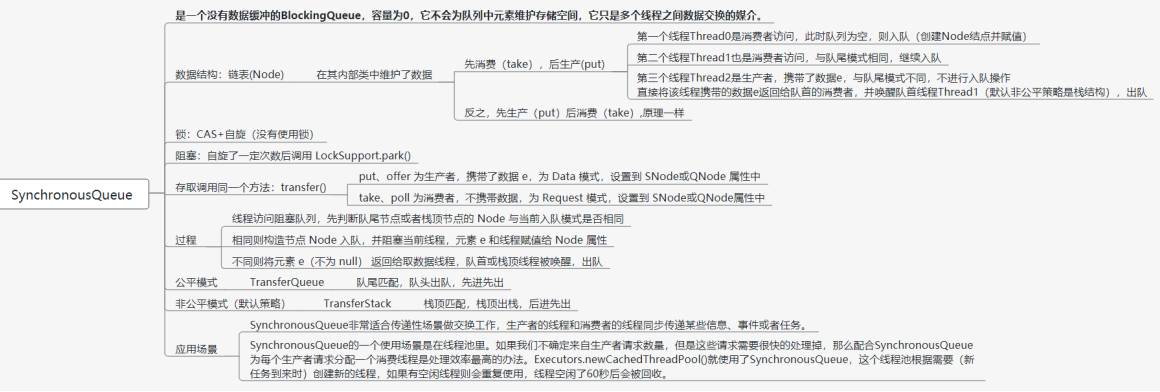 SynchronousQueue
是一个没有数据缓冲的BlockingQueue，容量为0，它不会为队列中元素维护存储空间，它只是多个线程之间数据交换的媒介。
数据结构：链表(Node)
在其内部类中维护了数据
先消费（take），后生产(put)
第一个线程Thread0是消费者访问，此时队列为空，则入队（创建Node结点并赋值）
第二个线程Thread1也是消费者访问，与队尾模式相同，继续入队
第三个线程Thread2是生产者，携带了数据e，与队尾模式不同，不进行入队操作
直接将该线程携带的数据e返回给队首的消费者，并唤醒队首线程Thread1（默认非公平策略是栈结构），出队
反之，先生产（put）后消费（take）,原理一样
锁：CAS+自旋（没有使用锁）
阻塞：自旋了一定次数后调用 LockSupport.park()
存取调用同一个方法：transfer()
put、offer 为生产者，携带了数据 e，为 Data 模式，设置到 SNode或QNode 属性中
take、poll 为消费者，不携带数据，为 Request 模式，设置到 SNode或QNode属性中
过程
线程访问阻塞队列，先判断队尾节点或者栈顶节点的 Node 与当前入队模式是否相同
相同则构造节点 Node 入队，并阻塞当前线程，元素 e 和线程赋值给 Node 属性
不同则将元素 e（不为 null） 返回给取数据线程，队首或栈顶线程被唤醒，出队
公平模式
TransferQueue
队尾匹配，队头出队，先进先出
非公平模式（默认策略）
TransferStack
栈顶匹配，栈顶出栈，后进先出
应用场景
SynchronousQueue非常适合传递性场景做交换工作，生产者的线程和消费者的线程同步传递某些信息、事件或者任务。
SynchronousQueue的一个使用场景是在线程池里。如果我们不确定来自生产者请求数量，但是这些请求需要很快的处理掉，那么配合SynchronousQueue
为每个生产者请求分配一个消费线程是处理效率最高的办法。Executors.newCachedThreadPool()就使用了SynchronousQueue，这个线程池根据需要（新
任务到来时）创建新的线程，如果有空闲线程则会重复使用，线程空闲了60秒后会被回收。